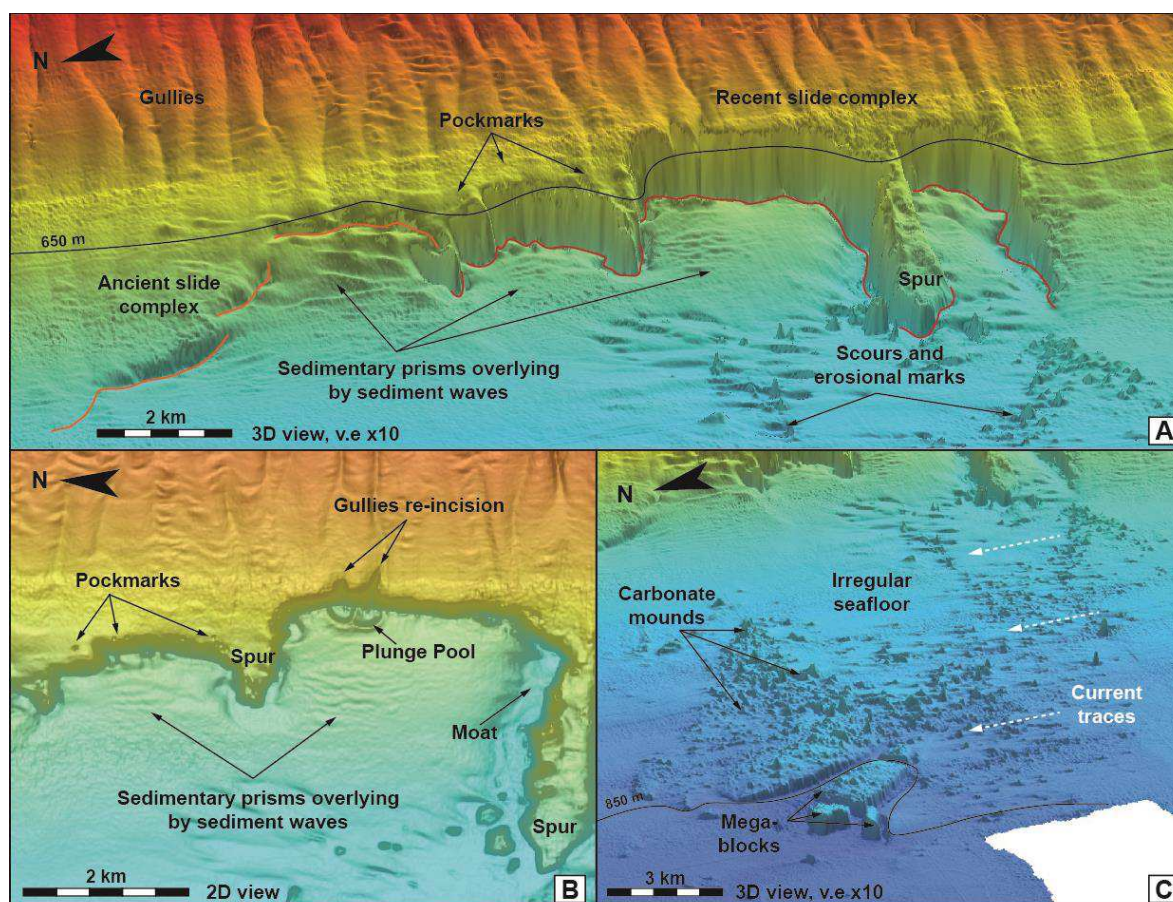 N
Gullies
Recent slide complex
Pockmarks
650 m
Ancient slide
complex
Spur
Sedimentary prisms overlying
by sediment waves
Scours and
erosional marks
2 km
3D view, v.e x10
A
N
Gullies re-incision
Pockmarks
Spur
Plunge Pool
Moat
Sedimentary prisms overlying
by sediment waves
Spur
2 km
2D view
B
N
Irregular
seafloor
Carbonate
mounds
Current
traces
850 m
Mega-
blocks
3 km
3D view, v.e x10
C